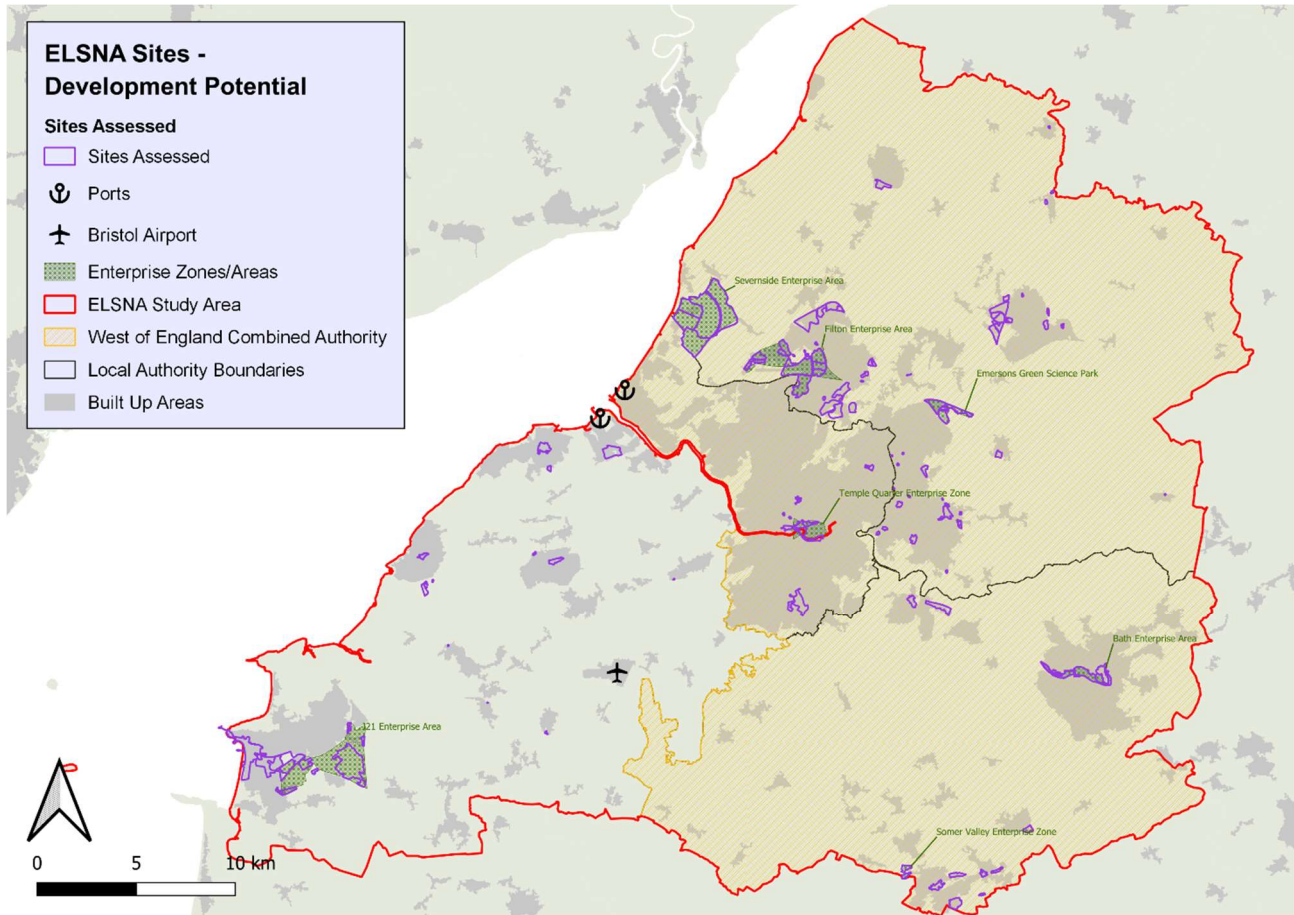 ELSNA Sites -
Development Potential
Sites Assessed
Sites Assessed
Ports
Bristol Airport
Enterprise Zones/Areas
ELSNA Study Area
West of England Combined Authority
Local Authority Boundaries
Built Up Areas
Severnside Enterprise Area
Filton Enterprise Area
Emersons Green Science Park
Temple Quarter Enterprise Zone
Bath Enterprise Area
J21 Enterprise Area
Somer Valley Enterprise Zone
0 5 10 km